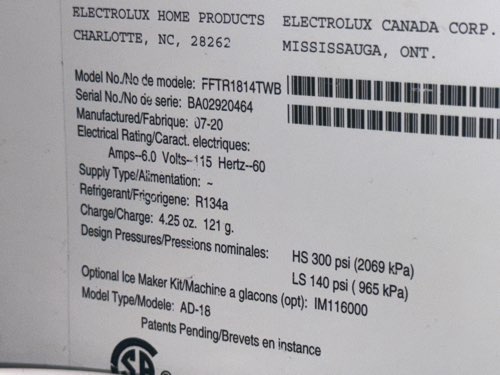 ELECTROLUX HOME PRODUCTS ELECTROLUX CANADA CORP.
CHARLOTTE, NC, 28262 MISSISSAUGA, ONT.
Model No./No de modele: FFTR1814TWB
Serial No./No de serie: BA02920464
Manufactured/Fabrique: 07-20
Electrical Rating/Caract. electriques:
Amps--6.0 Volts--115 Hertz--60
Supply Type/Alimentation: ~
Refrigerant/Frigorigene: R134a
Charge/Charge: 4.25 oz. 121 g.
Design Pressures/Pressions nominales: HS 300 psi (2069 kPa)
LS 140 psi ( 965 kPa)
Optional Ice Maker Kit/Machine a glacons (opt): IM116000
Model Type/Modele: AD-18
Patents Pending/Brevets en instance
SA